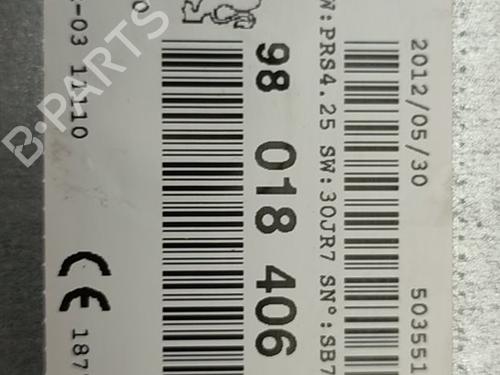 2012/05/30
503551
W:PRS4.25 SW:30JR7 SN°:SB7
98 018 406
-03 11110
CE 187
B-PARTS